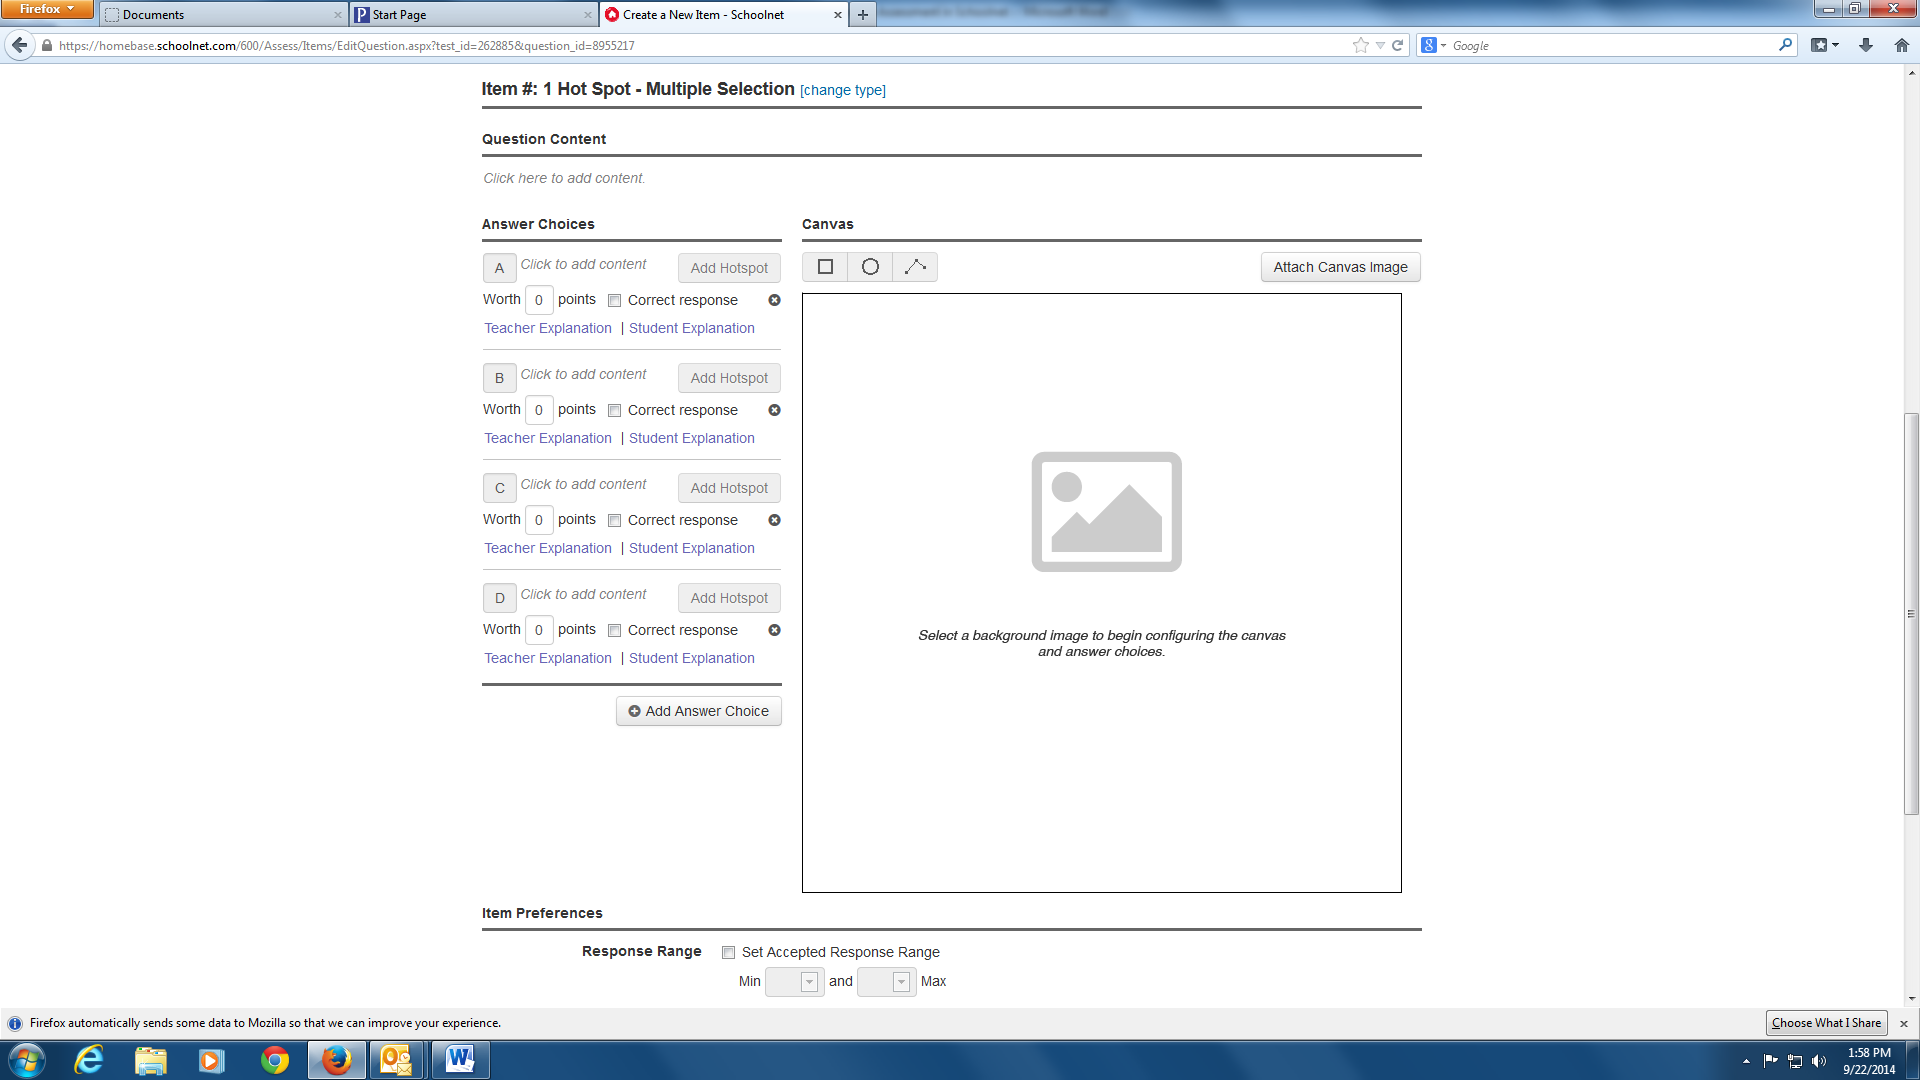 Firefox
Documents
Start Page
Create a New Item - Schoolnet
Assessment in Schoolnet - Microsoft Word
https://homebase.schoolnet.com/600/Assess/Items/EditQuestion.aspx?test_id=262885&question_id=8955217
Google
Item #: 1 Hot Spot - Multiple Selection [change type]
Question Content
Click here to add content.
Answer Choices
Canvas
A Click to add content Add Hotspot
Attach Canvas Image
Worth 0 points Correct response
Teacher Explanation | Student Explanation
B Click to add content Add Hotspot
Worth 0 points Correct response
Teacher Explanation | Student Explanation
C Click to add content Add Hotspot
Worth 0 points Correct response
Teacher Explanation | Student Explanation
D Click to add content Add Hotspot
Worth 0 points Correct response
Teacher Explanation | Student Explanation
Add Answer Choice
Select a background image to begin configuring the canvas
and answer choices.
Item Preferences
Response Range Set Accepted Response Range
Min and Max
Firefox automatically sends some data to Mozilla so that we can improve your experience.
Choose What I Share
1:58 PM
9/22/2014